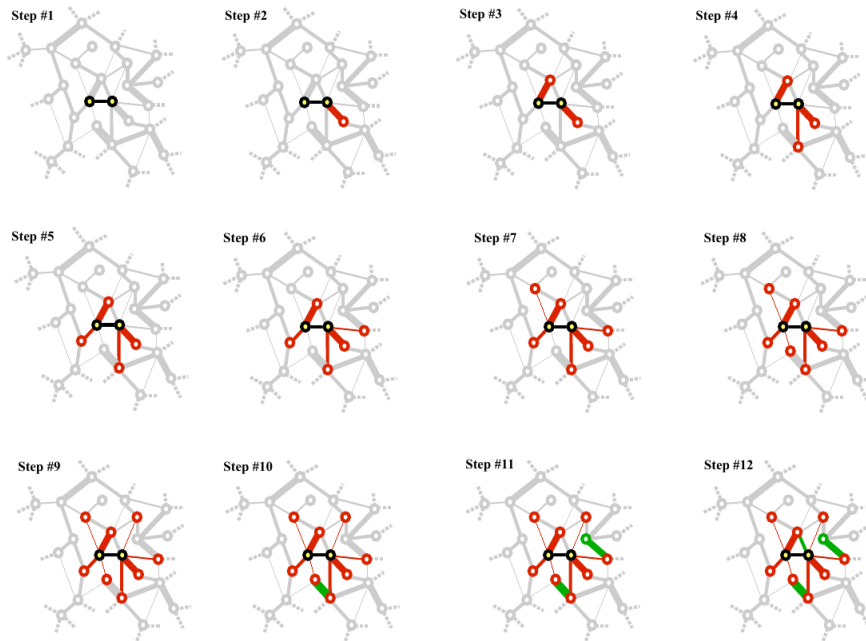 Step #1
Step #2
Step #3
Step #4
Step #5
Step #6
Step #7
Step #8
Step #9
Step #10
Step #11
Step #12